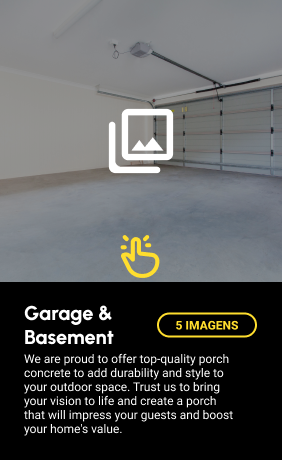 Garage &
Basement
5 IMAGENS
We are proud to offer top-quality porch
concrete to add durability and style to
your outdoor space. Trust us to bring
your vision to life and create a porch
that will impress your guests and boost
your home's value.